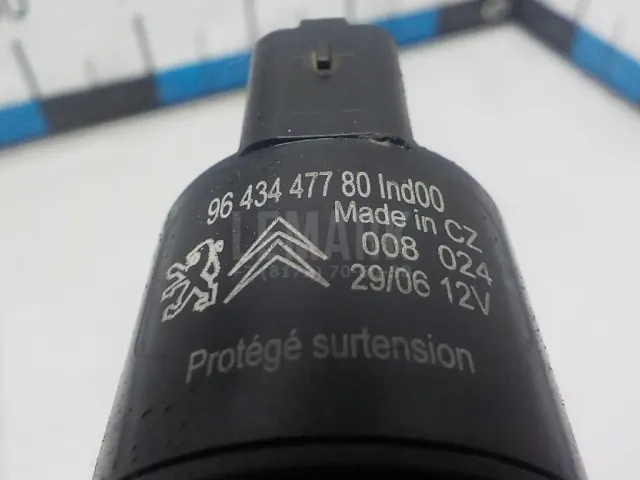 96 434 477 80 Ind00
Made in CZ
008 024
29/06 12V
Protégé surtension